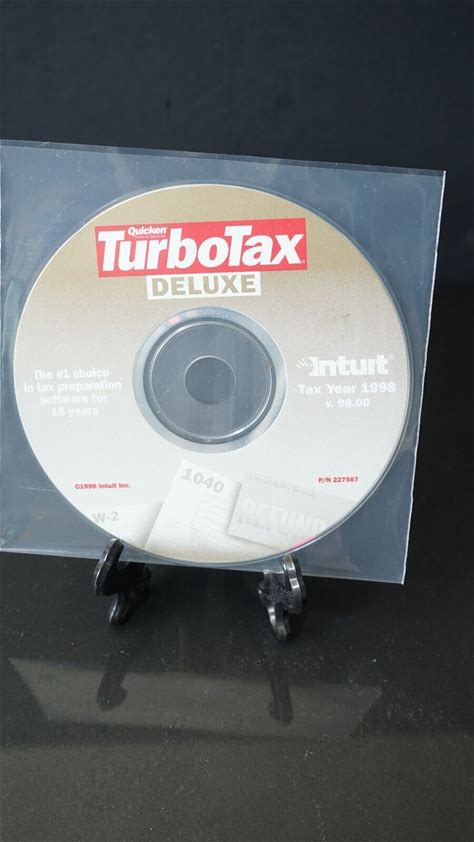 Quicken
TurboTax
DELUXE
The #1 choice
in tax preparation
software for
15 years
Intuit®
Tax Year 1998
v. 98.00
©1998 Intuit Inc.
P/N 227567
1040
W-2
REFUND